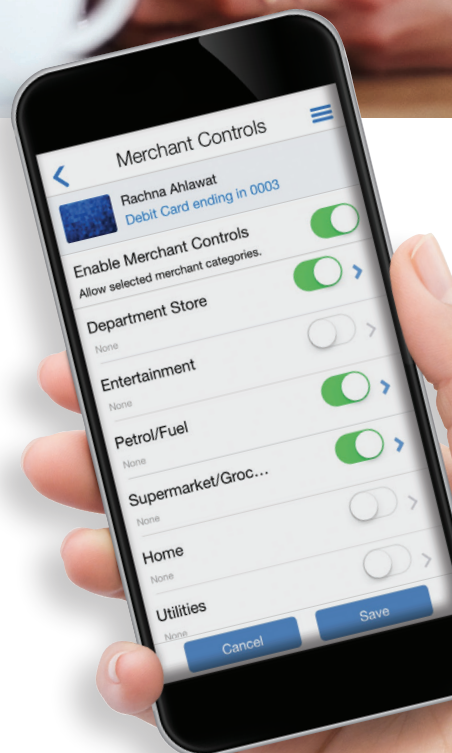 Merchant Controls
Rachna Ahlawat
Debit Card ending in 0003
Enable Merchant Controls
Allow selected merchant categories.
Department Store
None
Entertainment
None
Petrol/Fuel
None
Supermarket/Groc...
None
Home
None
Utilities
None
Cancel
Save